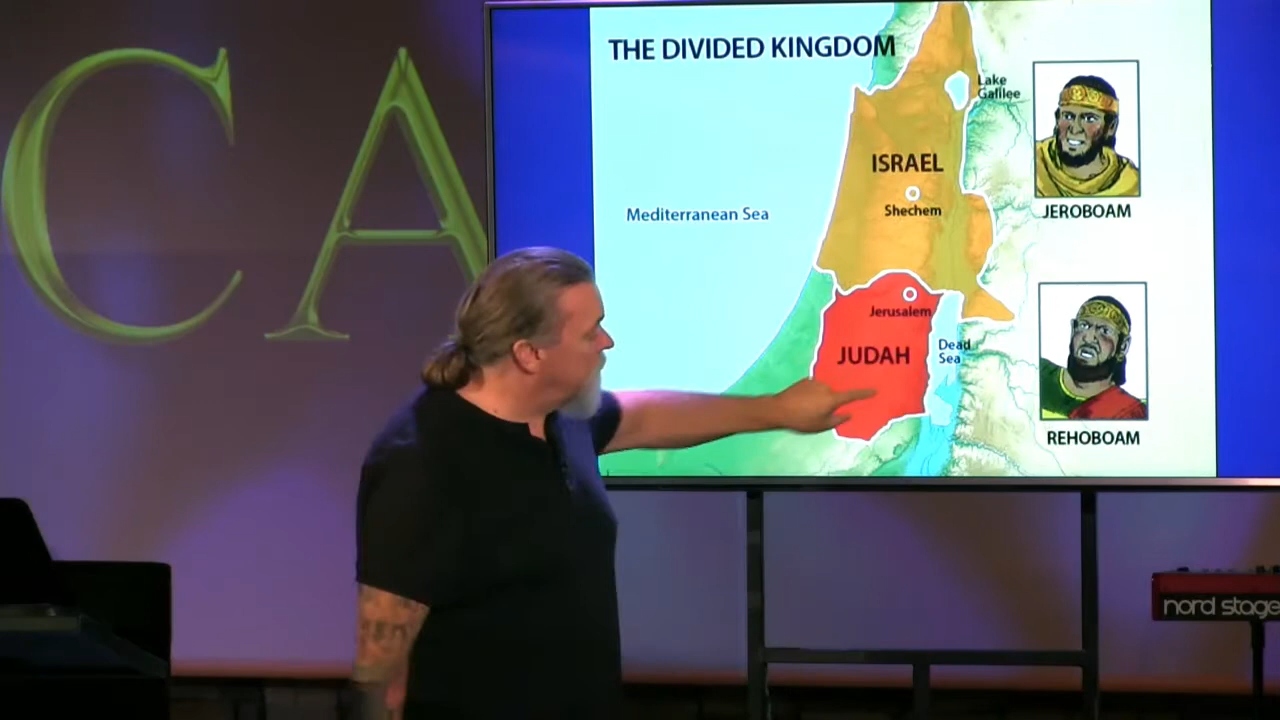 CA
THE DIVIDED KINGDOM
Lake
Galilee
ISRAEL
Shechem
Mediterranean Sea
JEROBOAM
Jerusalem
JUDAH
Dead
Sea
REHOBOAM
nord stage